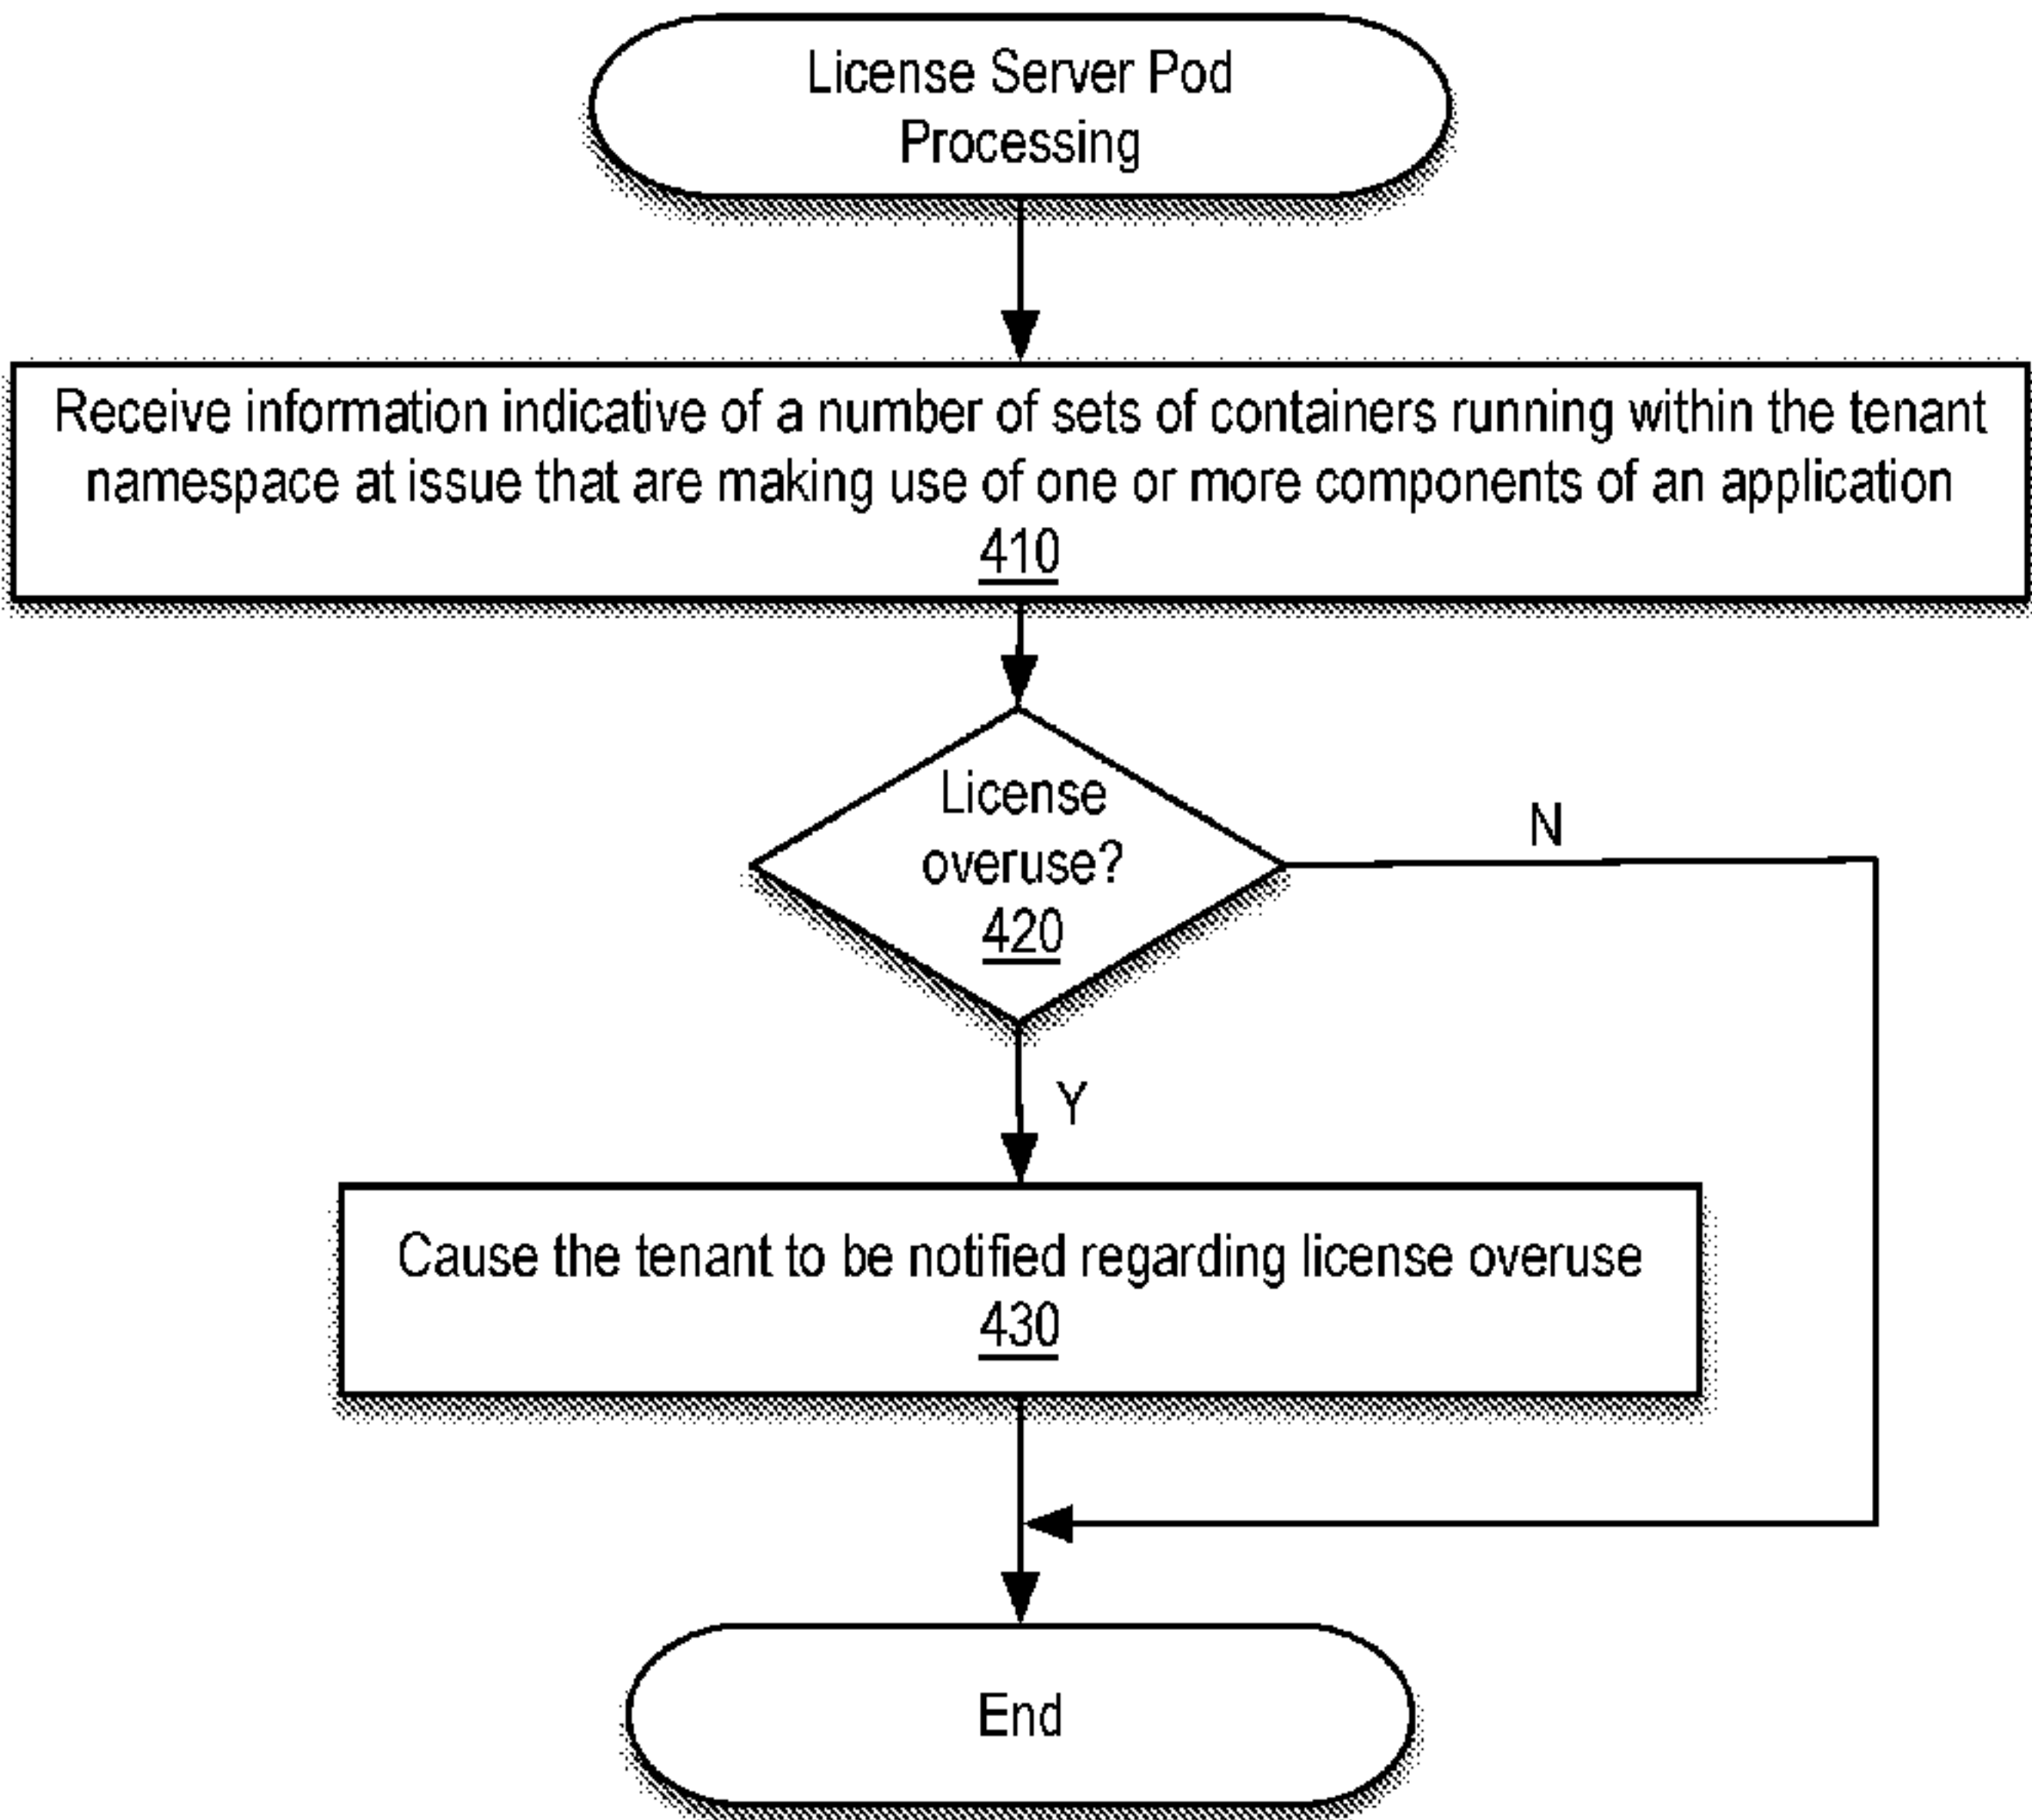 License Server Pod
Processing
Receive information indicative of a number of sets of containers running within the tenant
namespace at issue that are making use of one or more components of an application
410
License
overuse?
420
N
Y
Cause the tenant to be notified regarding license overuse
430
End